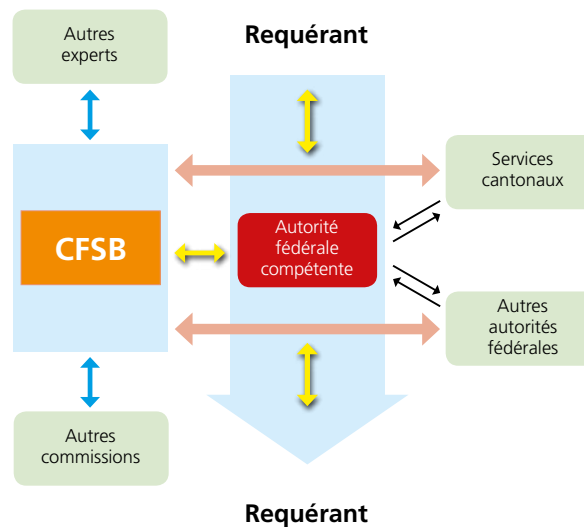 Autres
experts
Requérant
Services
cantonaux
CFSB
Autorité
fédérale
compétente
Autres
autorités
fédérales
Autres
commissions
Requérant